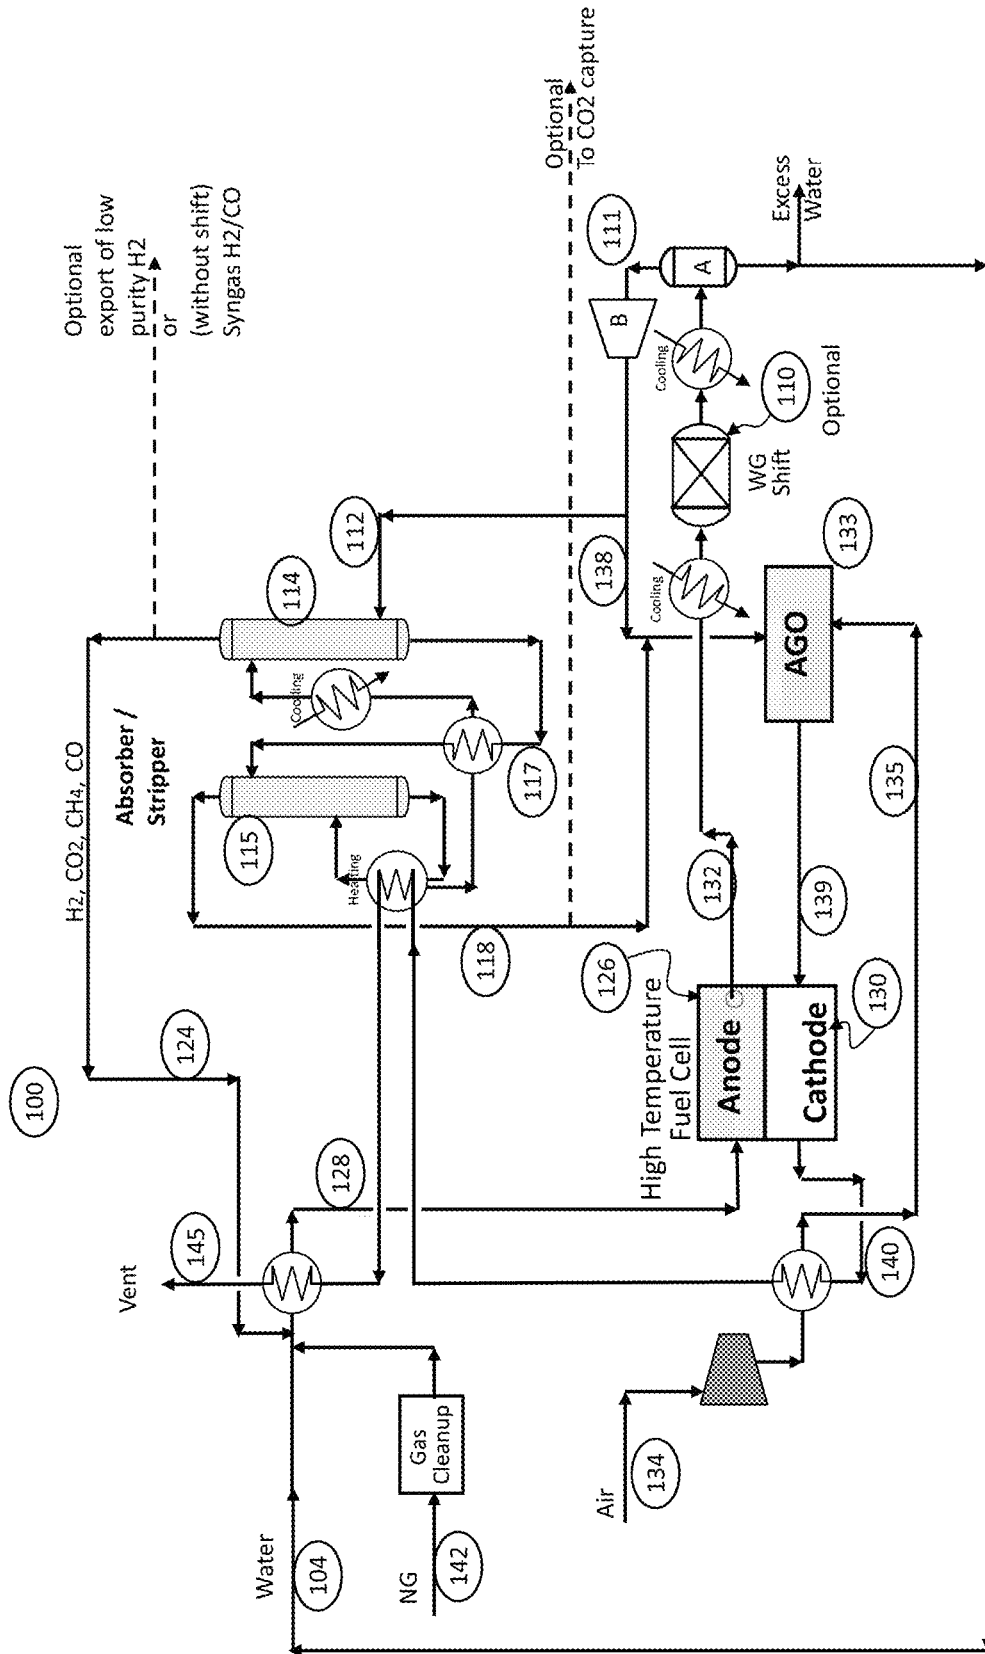 100
Water
104
NG
142
Gas
Cleanup
Air
134
Vent
145
124
128
140
H2, CO2, CH4, CO
Absorber /
Stripper
115
114
Heating
Cooling
117
118
112
Optional
export of low
purity H2
or
(without shift)
Syngas H2/CO
Optional
To CO2 capture
High Temperature
Fuel Cell
126
Anode
Cathode
130
132
139
135
AGO
133
138
Cooling
WG
Shift
110
Optional
Cooling
B
111
A
Excess
Water